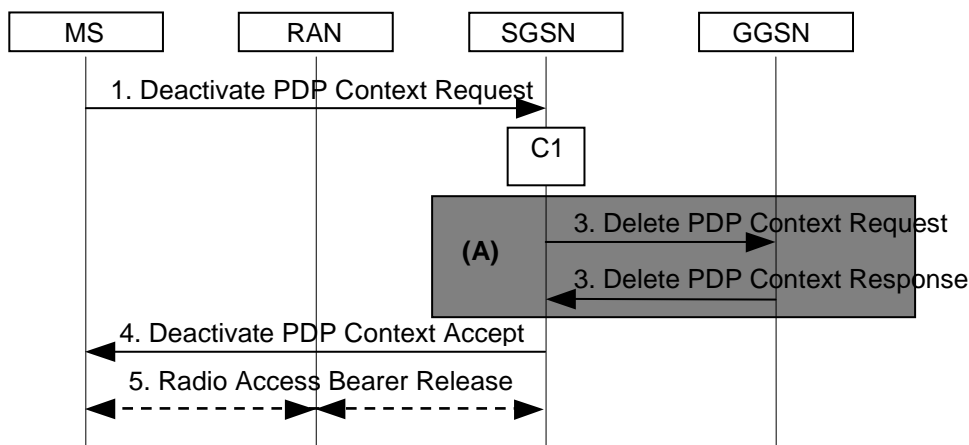 MS
RAN
SGSN
GGSN
1. Deactivate PDP Context Request
C1
3. Delete PDP Context Request
(A)
3. Delete PDP Context Response
4. Deactivate PDP Context Accept
5. Radio Access Bearer Release